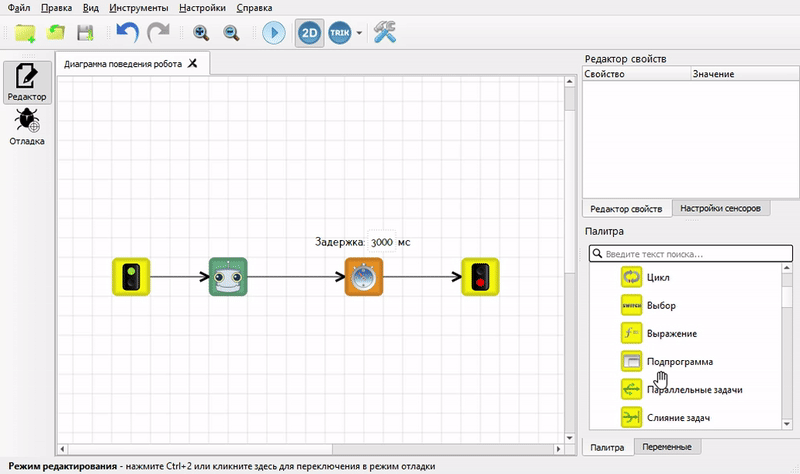 Файл Правка Вид Инструменты Настройки Справка
2D TRIK
Редактор
Отладка
Диаграмма поведения робота
Задержка: 3000 мс
Редактор свойств
Свойство Значение
Редактор свойств Настройки сенсоров
Палитра
Введите текст поиска...
Цикл
SWITCH Выбор
f= Выражение
Подпрограмма
Параллельные задачи
Слияние задач
Палитра Переменные
Режим редактирования - нажмите Ctrl+2 или кликните здесь для переключения в режим отладки